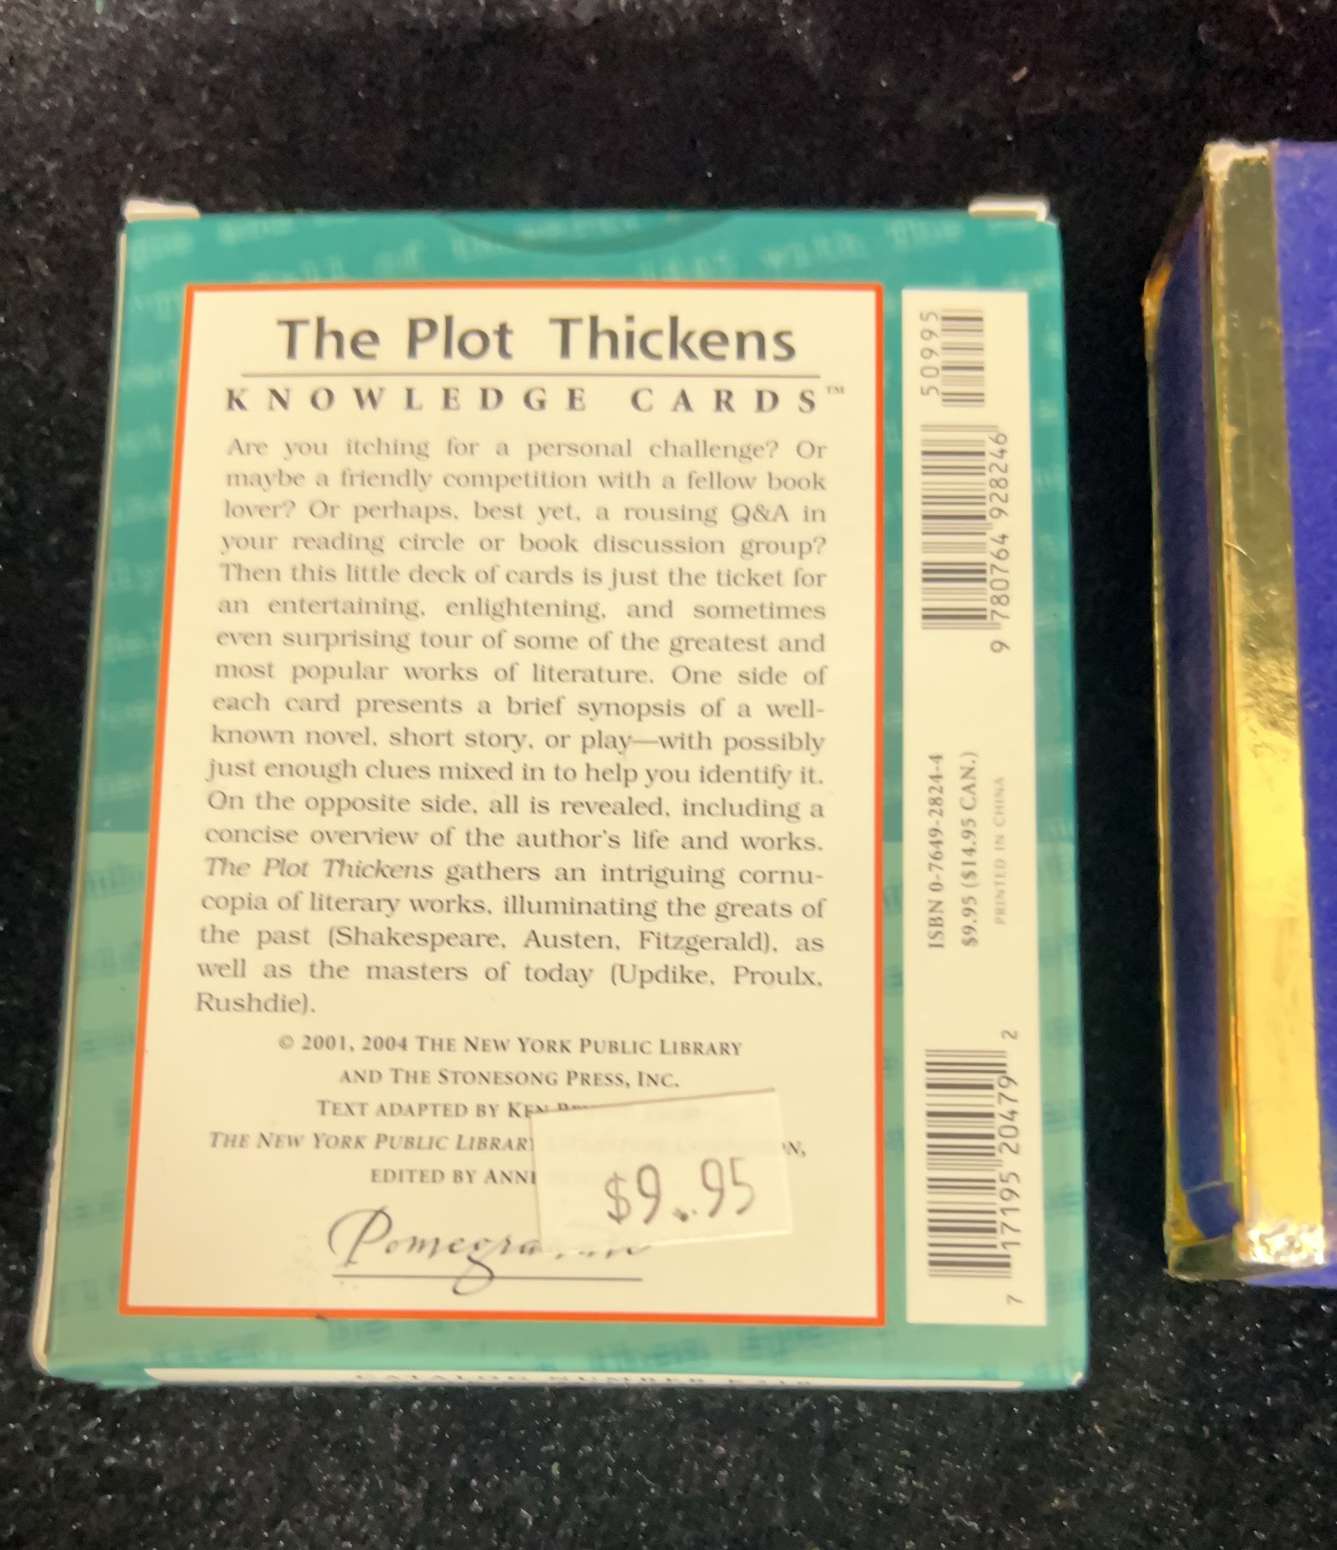 The Plot Thickens
KNOWLEDGE CARDS™
Are you itching for a personal challenge? Or
maybe a friendly competition with a fellow book
lover? Or perhaps, best yet, a rousing Q&A in
your reading circle or book discussion group?
Then this little deck of cards is just the ticket for
an entertaining, enlightening, and sometimes
even surprising tour of some of the greatest and
most popular works of literature. One side of
each card presents a brief synopsis of a well-
known novel, short story, or play—with possibly
just enough clues mixed in to help you identify it.
On the opposite side, all is revealed, including a
concise overview of the author's life and works.
The Plot Thickens gathers an intriguing cornu-
copia of literary works, illuminating the greats of
the past (Shakespeare, Austen, Fitzgerald), as
well as the masters of today (Updike, Proulx,
Rushdie).
© 2001, 2004 THE NEW YORK PUBLIC LIBRARY
AND THE STONESONG PRESS, INC.
TEXT ADAPTED BY KEN
THE NEW YORK PUBLIC LIBRARY
EDITED BY
$9.95
50995
9 780764 928246
ISBN 0-7649-2824-4
$9.95 ($14.95 CAN.)
PRINTED IN CHINA
7 17195 20479 2